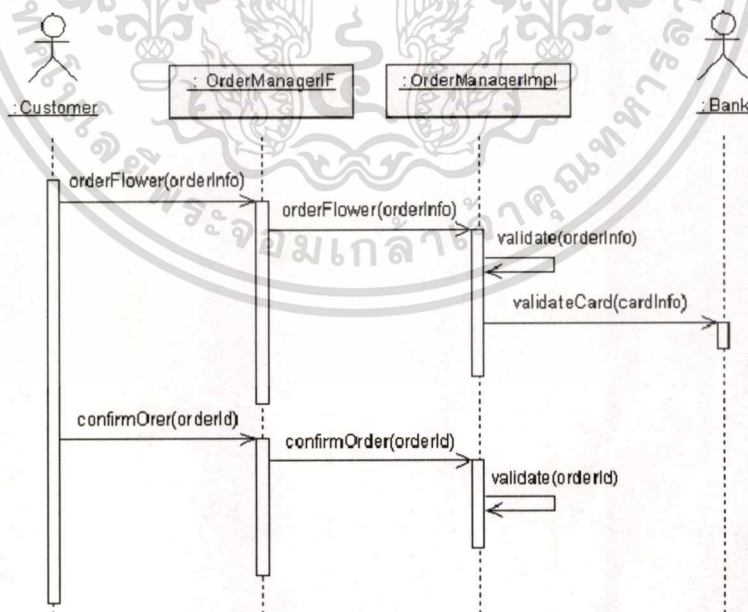 : OrderManagerIF
: OrderManagerImpl
: Customer
: Bank
orderFlower(orderInfo)
orderFlower(orderInfo)
validate(orderInfo)
validateCard(cardInfo)
confirmOrer(orderId)
confirmOrder(orderId)
validate(orderId)